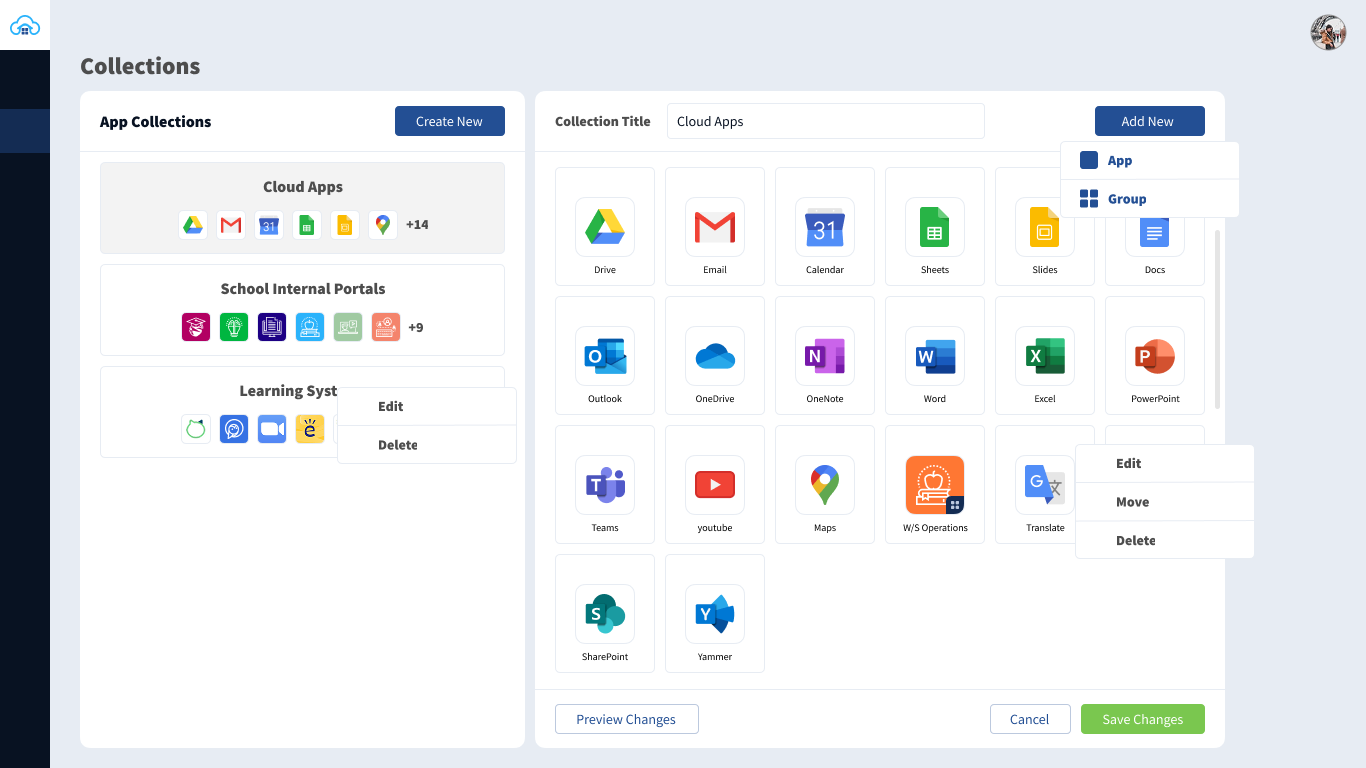 Collections
App Collections
Create New
Cloud Apps
31
+14
School Internal Portals
+9
Learning Syst
ė
Edit
Delete
Collection Title
Cloud Apps
Add New
App
Group
Drive
Email
31
Calendar
Sheets
Slides
Docs
O
Outlook
OneDrive
N
OneNote
W
Word
X
Excel
P
PowerPoint
T
Teams
youtube
Maps
W/S Operations
G 文
Translate
Edit
Move
Delete
S
SharePoint
Y
Yammer
Preview Changes
Cancel
Save Changes